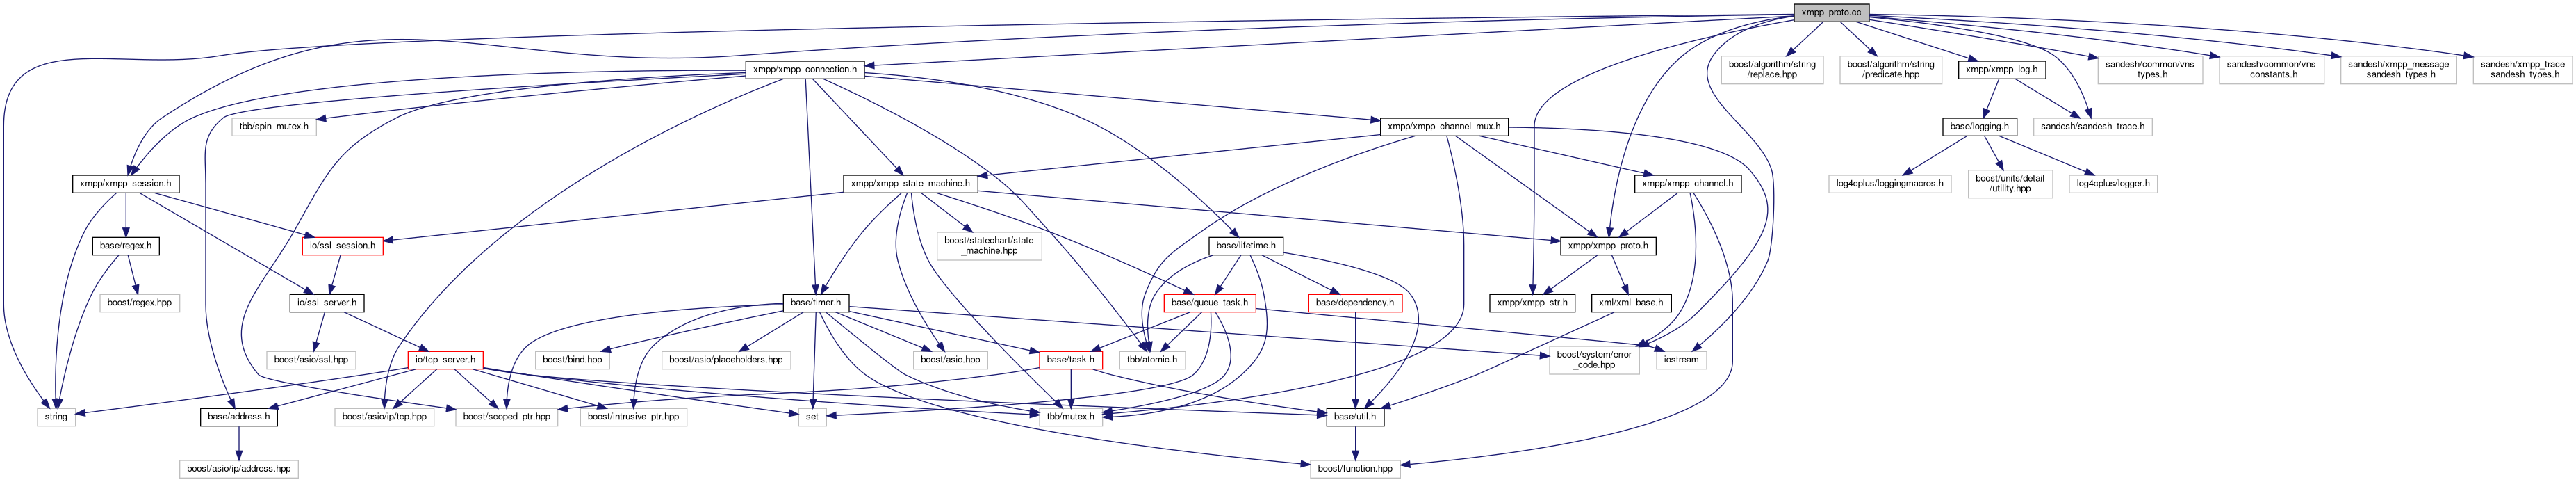 xmpp_proto.cc
xmpp/xmpp_connection.h
boost/algorithm/string
/replace.hpp
boost/algorithm/string
/predicate.hpp
xmpp/xmpp_log.h
sandesh/common/vns
_types.h
sandesh/common/vns
_constants.h
sandesh/xmpp_message
_sandesh_types.h
sandesh/xmpp_trace
_sandesh_types.h
tbb/spin_mutex.h
xmpp/xmpp_channel_mux.h
base/logging.h
sandesh/sandesh_trace.h
xmpp/xmpp_session.h
xmpp/xmpp_state_machine.h
xmpp/xmpp_channel.h
log4cplus/loggingmacros.h
boost/units/detail
/utility.hpp
log4cplus/logger.h
base/regex.h
io/ssl_session.h
boost/statechart/state
_machine.hpp
base/lifetime.h
xmpp/xmpp_proto.h
boost/regex.hpp
io/ssl_server.h
base/timer.h
base/queue_task.h
base/dependency.h
xmpp/xmpp_str.h
xml/xml_base.h
boost/asio/ssl.hpp
io/tcp_server.h
boost/bind.hpp
boost/asio/placeholders.hpp
boost/asio.hpp
base/task.h
tbb/atomic.h
boost/system/error
_code.hpp
iostream
string
base/address.h
boost/asio/ip/tcp.hpp
boost/scoped_ptr.hpp
boost/intrusive_ptr.hpp
set
tbb/mutex.h
base/util.h
boost/asio/ip/address.hpp
boost/function.hpp